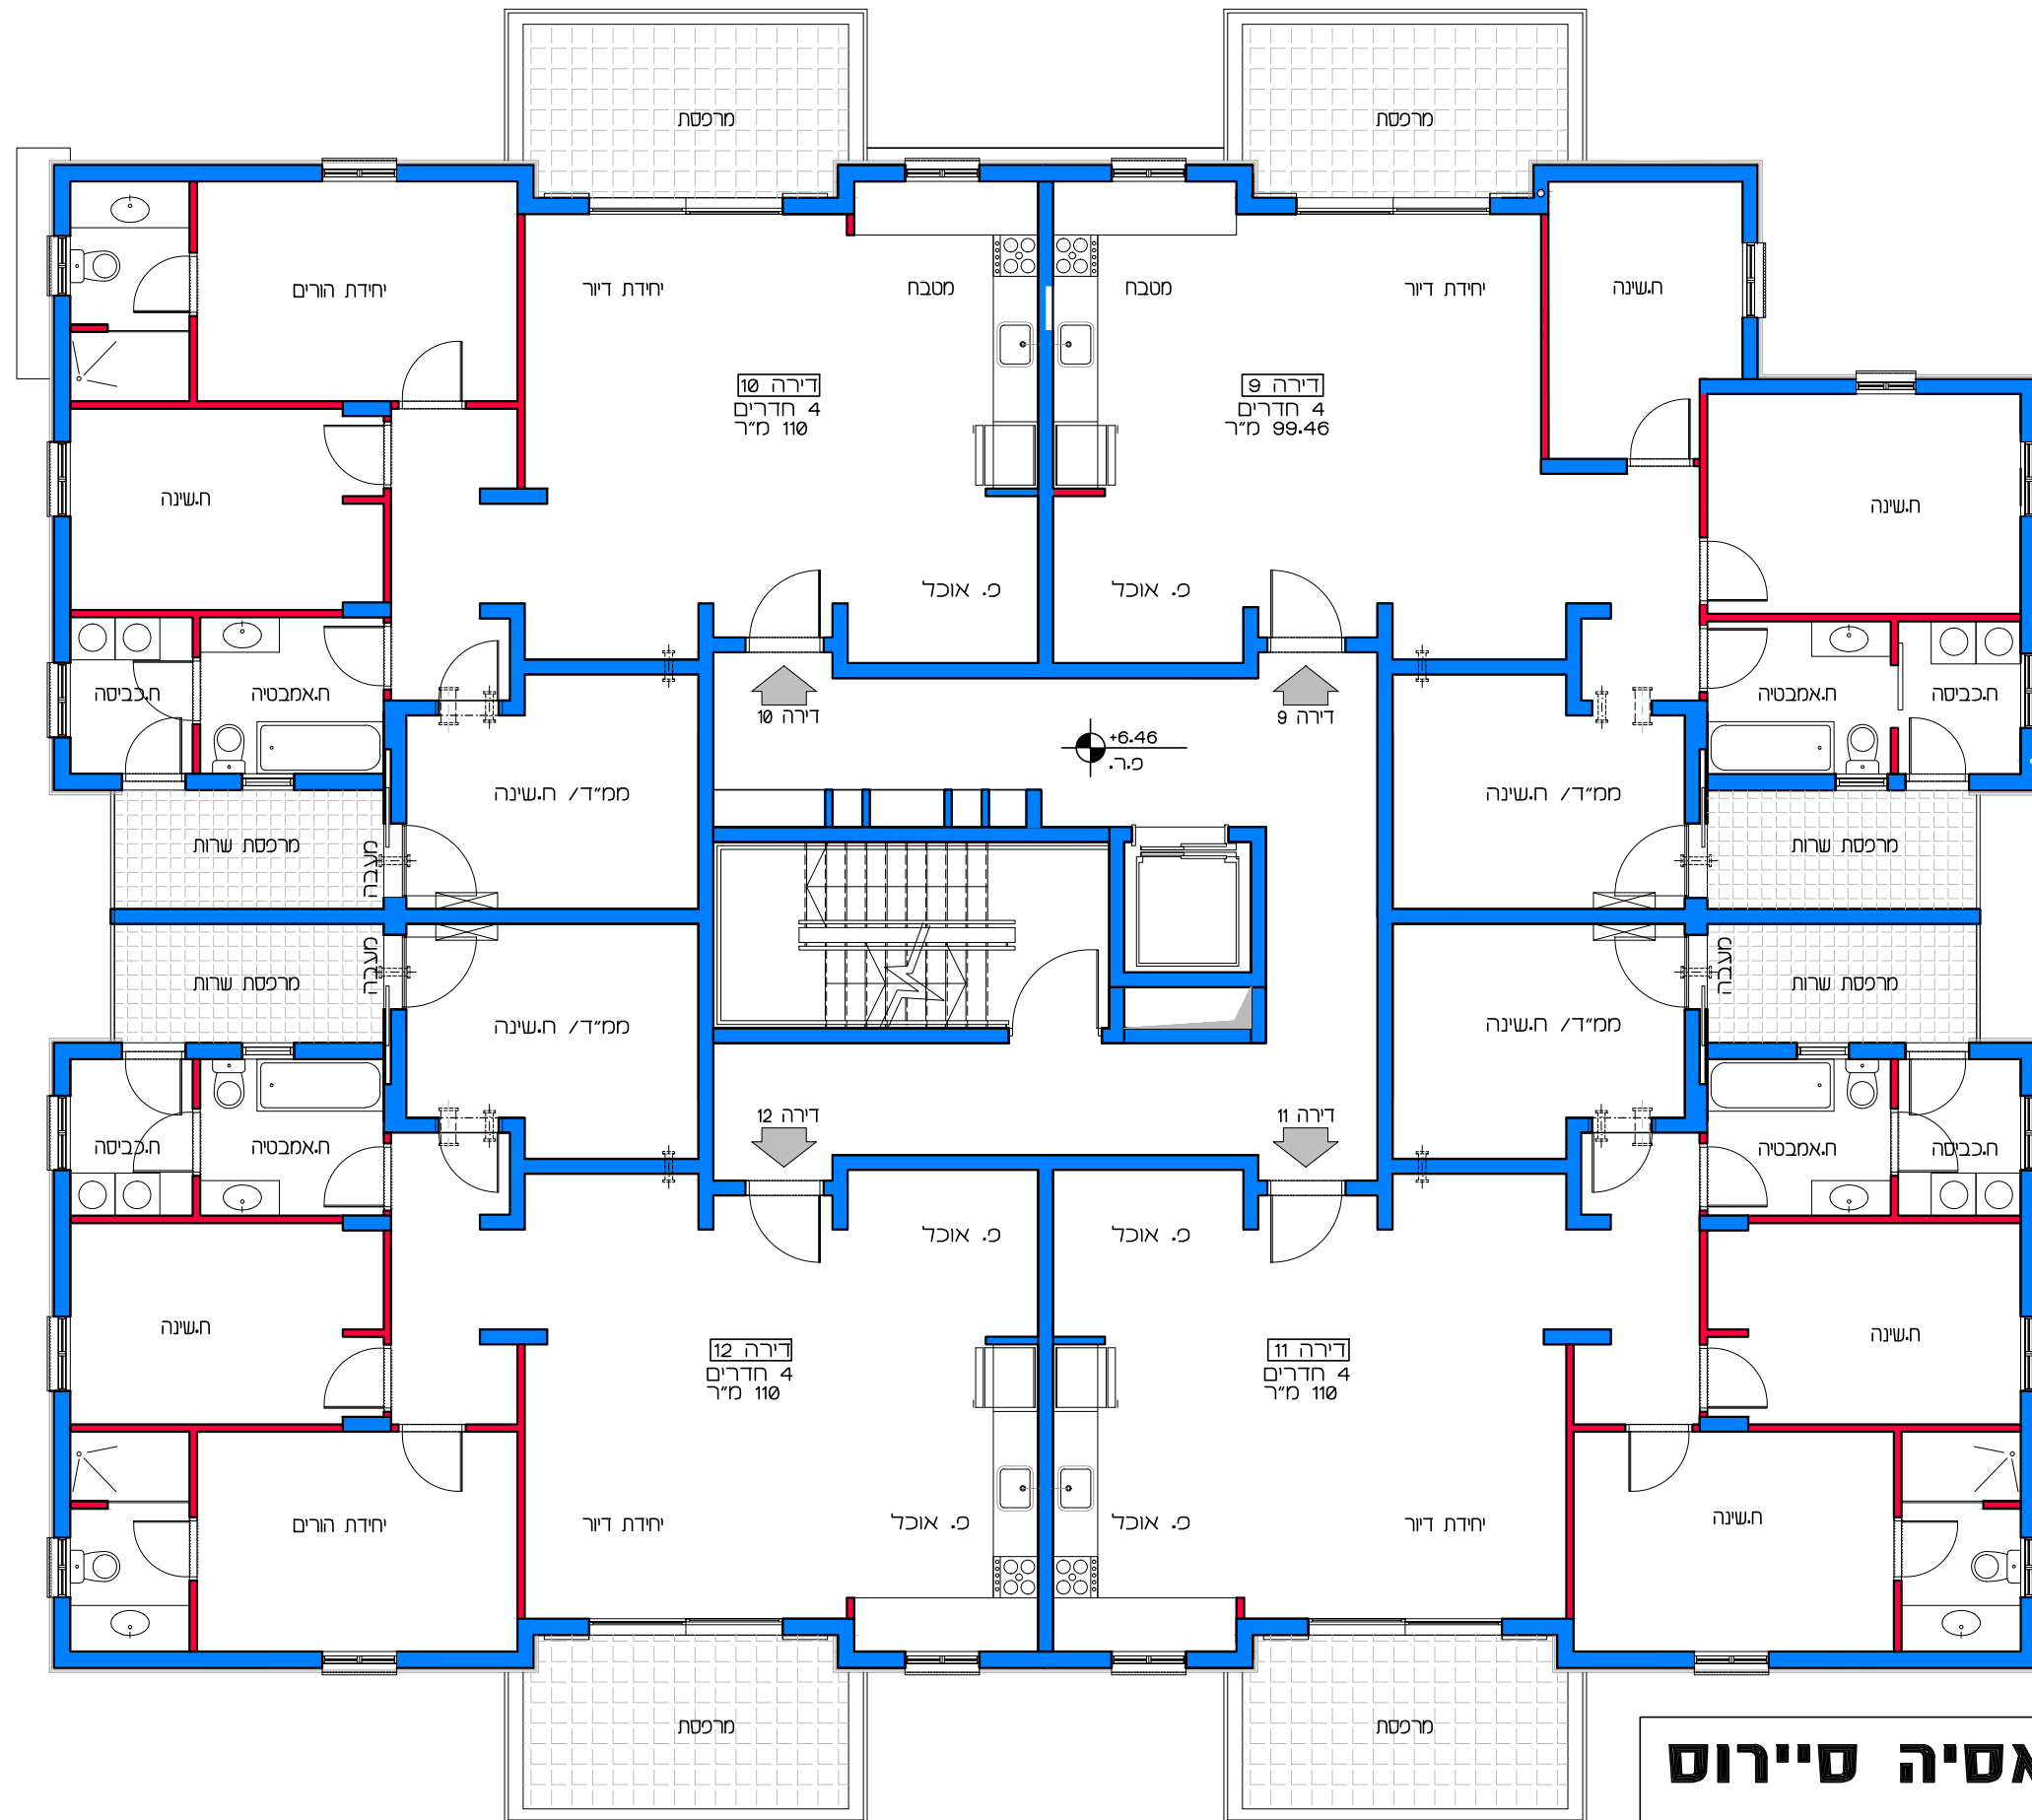 מרפסת
מרפסת
יחידת הורים
יחידת דיור
מטבח
מטבח
יחידת דיור
ח.שינה
דירה 10
4 חדרים
110 מ״ר
דירה 9
4 חדרים
99.46 מ״ר
ח.שינה
ח.שינה
פ. אוכל
פ. אוכל
ח.כביסה
ח.אמבטיה
דירה 10
דירה 9
ח.אמבטיה
ח.כביסה
+6.46
פ.ר.
ממ״ד/ ח.שינה
ממ״ד/ ח.שינה
מרפסת שרות
מעבה
מרפסת שרות
מרפסת שרות
מעבה
ממ״ד/ ח.שינה
ממ״ד/ ח.שינה
מעבה
מרפסת שרות
ח.כביסה
ח.אמבטיה
דירה 12
דירה 11
ח.אמבטיה
ח.כביסה
פ. אוכל
פ. אוכל
ח.שינה
ח.שינה
דירה 12
4 חדרים
110 מ״ר
דירה 11
4 חדרים
110 מ״ר
יחידת הורים
יחידת דיור
פ. אוכל
פ. אוכל
יחידת דיור
ח.שינה
מרפסת
מרפסת
אסיה סיירוס